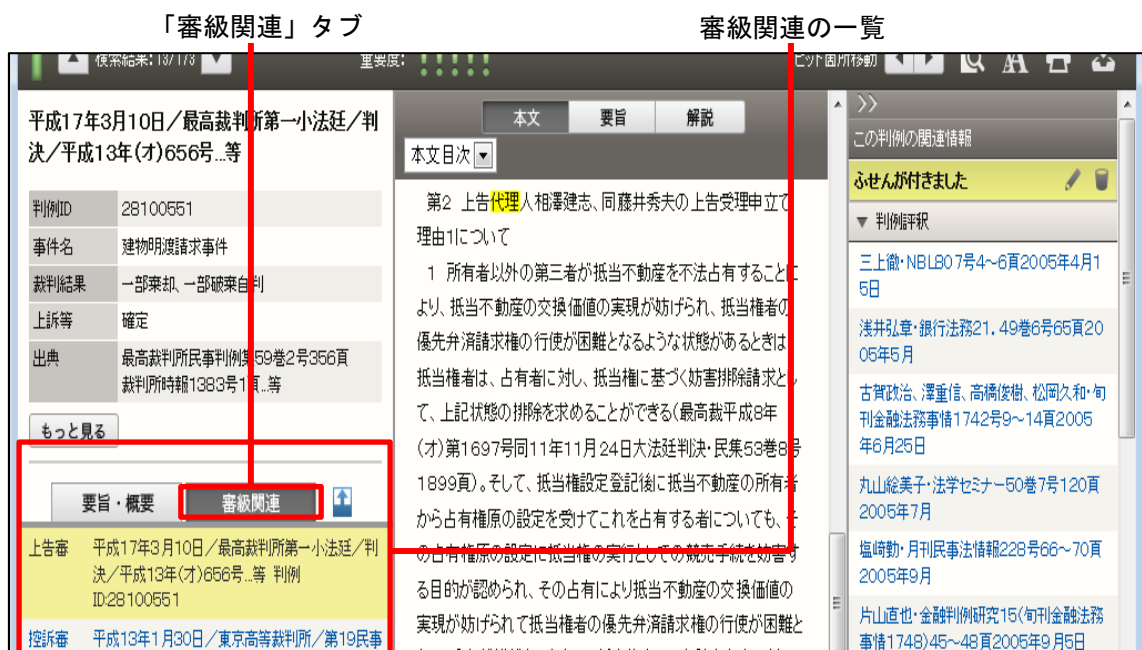 「審級関連」タブ
審級関連の一覧
検索結果:13/173
重要度:
ヒット箇所移動
平成17年3月10日／最高裁判所第一小法廷／判
決／平成13年(オ)656号...等
判例ID 28100551
事件名 建物明渡請求事件
裁判結果 一部棄却、一部破棄自判
上訴等 確定
出典 最高裁判所民事判例集59巻2号356頁
裁判所時報1383号1頁...等
もっと見る
要旨・概要 審級関連
上告審 平成17年3月10日／最高裁判所第一小法廷／判
決／平成13年(オ)656号...等 判例
ID:28100551
控訴審 平成13年1月30日／東京高等裁判所／第19民事
本文 要旨 解説
本文目次
第2 上告代理人相澤建志、同藤井秀夫の上告受理申立て
理由1について
1 所有者以外の第三者が抵当不動産を不法占有することに
より、抵当不動産の交換価値の実現が妨げられ、抵当権者の
優先弁済請求権の行使が困難となるような状態があるときは、
抵当権者は、占有者に対し、抵当権に基づく妨害排除請求とし
て、上記状態の排除を求めることができる(最高裁平成8年
(オ)第1697号同11年11月24日大法廷判決・民集53巻8号
1899頁)。そして、抵当権設定登記後に抵当不動産の所有者
から占有権原の設定を受けてこれを占有する者についても、そ
の占有権原の設定に抵当権の実行としての競売手続を妨害す
る目的が認められ、その占有により抵当不動産の交換価値の
実現が妨げられて抵当権者の優先弁済請求権の行使が困難と
この判例の関連情報
ふせんが付きました
▼ 判例評釈
三上徹・NBL807号4～6頁2005年4月1
5日
浅井弘章・銀行法務21. 49巻6号65頁20
05年5月
古賀政治、澤重信、高橋俊樹、松岡久和・旬
刊金融法務事情1742号9～14頁2005
年6月25日
丸山絵美子・法学セミナー50巻7号120頁
2005年7月
塩崎勤・月刊民事法情報228号66～70頁
2005年9月
片山直也・金融判例研究15(旬刊金融法務
事情1748)45～48頁2005年9月5日